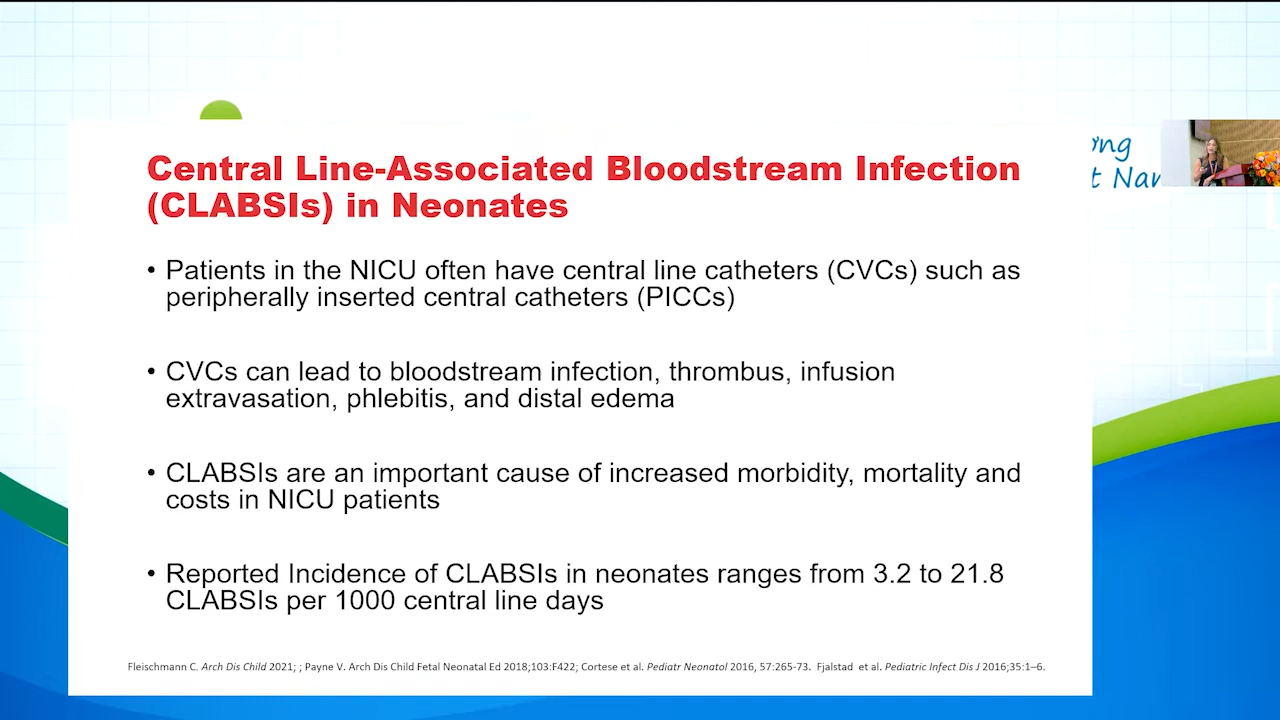 Central Line-Associated Bloodstream Infection
(CLABSIs) in Neonates
• Patients in the NICU often have central line catheters (CVCs) such as
peripherally inserted central catheters (PICCs)
• CVCs can lead to bloodstream infection, thrombus, infusion
extravasation, phlebitis, and distal edema
• CLABSIs are an important cause of increased morbidity, mortality and
costs in NICU patients
• Reported Incidence of CLABSIs in neonates ranges from 3.2 to 21.8
CLABSIs per 1000 central line days
Fleischmann C. Arch Dis Child 2021; ; Payne V. Arch Dis Child Fetal Neonatal Ed 2018;103:F422; Cortese et al. Pediatr Neonatol 2016, 57:265-73. Fjalstad et al. Pediatric Infect Dis J 2016;35:1–6.